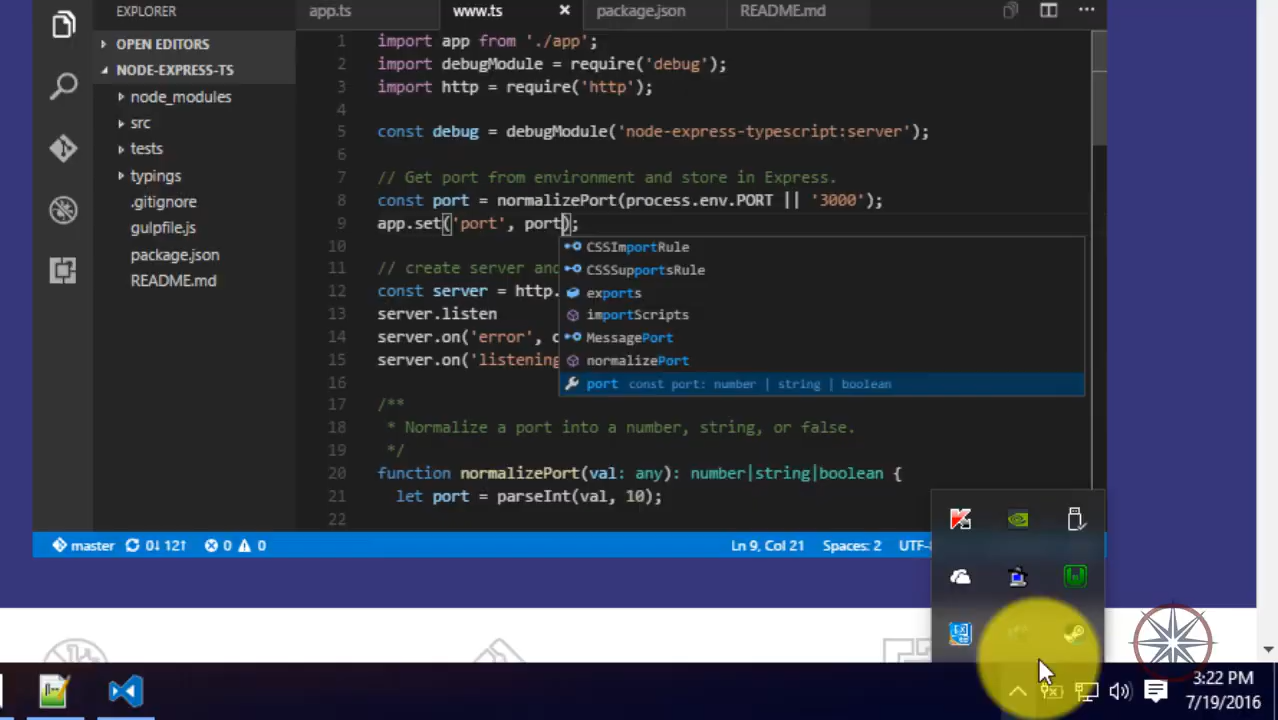 EXPLORER
app.ts
www.ts
package.json
README.md
OPEN EDITORS
NODE-EXPRESS-TS
node_modules
src
tests
typings
.gitignore
gulpfile.js
package.json
README.md
1 import app from './app';
2 import debugModule = require('debug');
3 import http = require('http');
4
5 const debug = debugModule('node-express-typescript:server');
6
7 // Get port from environment and store in Express.
8 const port = normalizePort(process.env.PORT || '3000');
9 app.set('port', port);
10
11 // create server and
12 const server = http.
13 server.listen
14 server.on('error', o
15 server.on('listening
16
17 /**
18 * Normalize a port into a number, string, or false.
19 */
20 function normalizePort(val: any): number|string|boolean {
21 let port = parseInt(val, 10);
22
CSSImportRule
CSSSupportsRule
exports
importScripts
MessagePort
normalizePort
port const port: number | string | boolean
master 0↓ 12↑ 0 0
Ln 9, Col 21
Spaces: 2
3:22 PM
7/19/2016